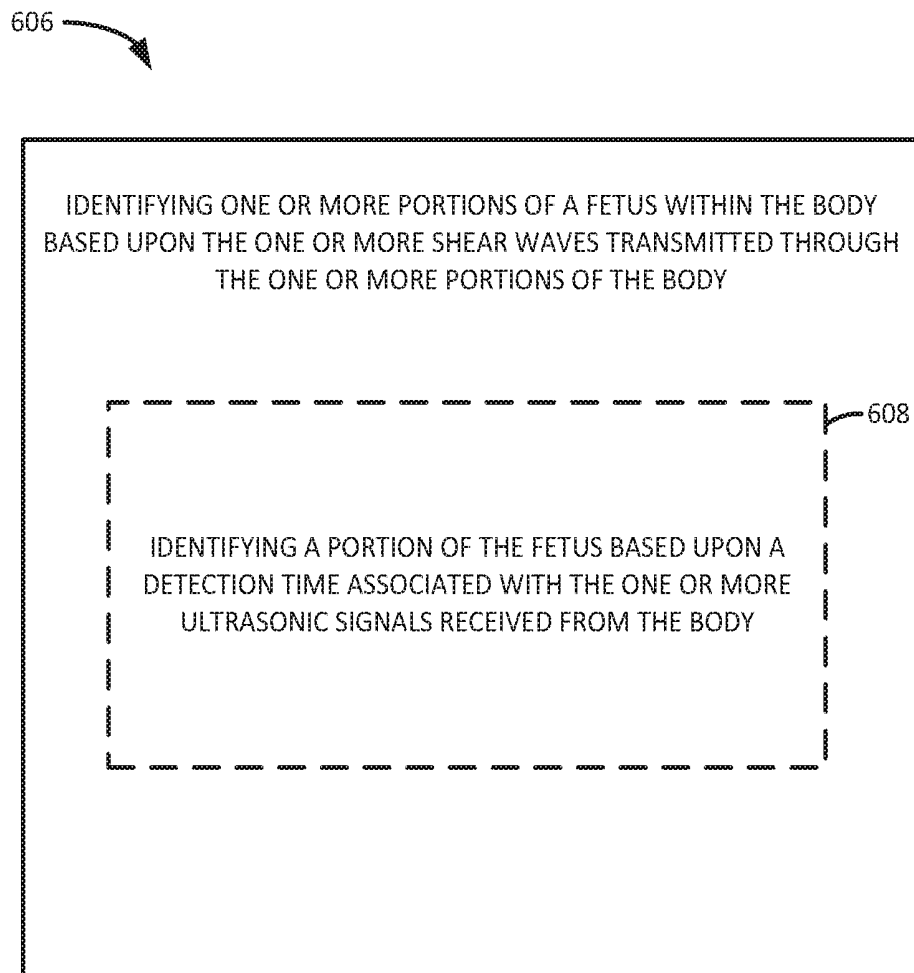 606
IDENTIFYING ONE OR MORE PORTIONS OF A FETUS WITHIN THE BODY
BASED UPON THE ONE OR MORE SHEAR WAVES TRANSMITTED THROUGH
THE ONE OR MORE PORTIONS OF THE BODY
608
IDENTIFYING A PORTION OF THE FETUS BASED UPON A
DETECTION TIME ASSOCIATED WITH THE ONE OR MORE
ULTRASONIC SIGNALS RECEIVED FROM THE BODY